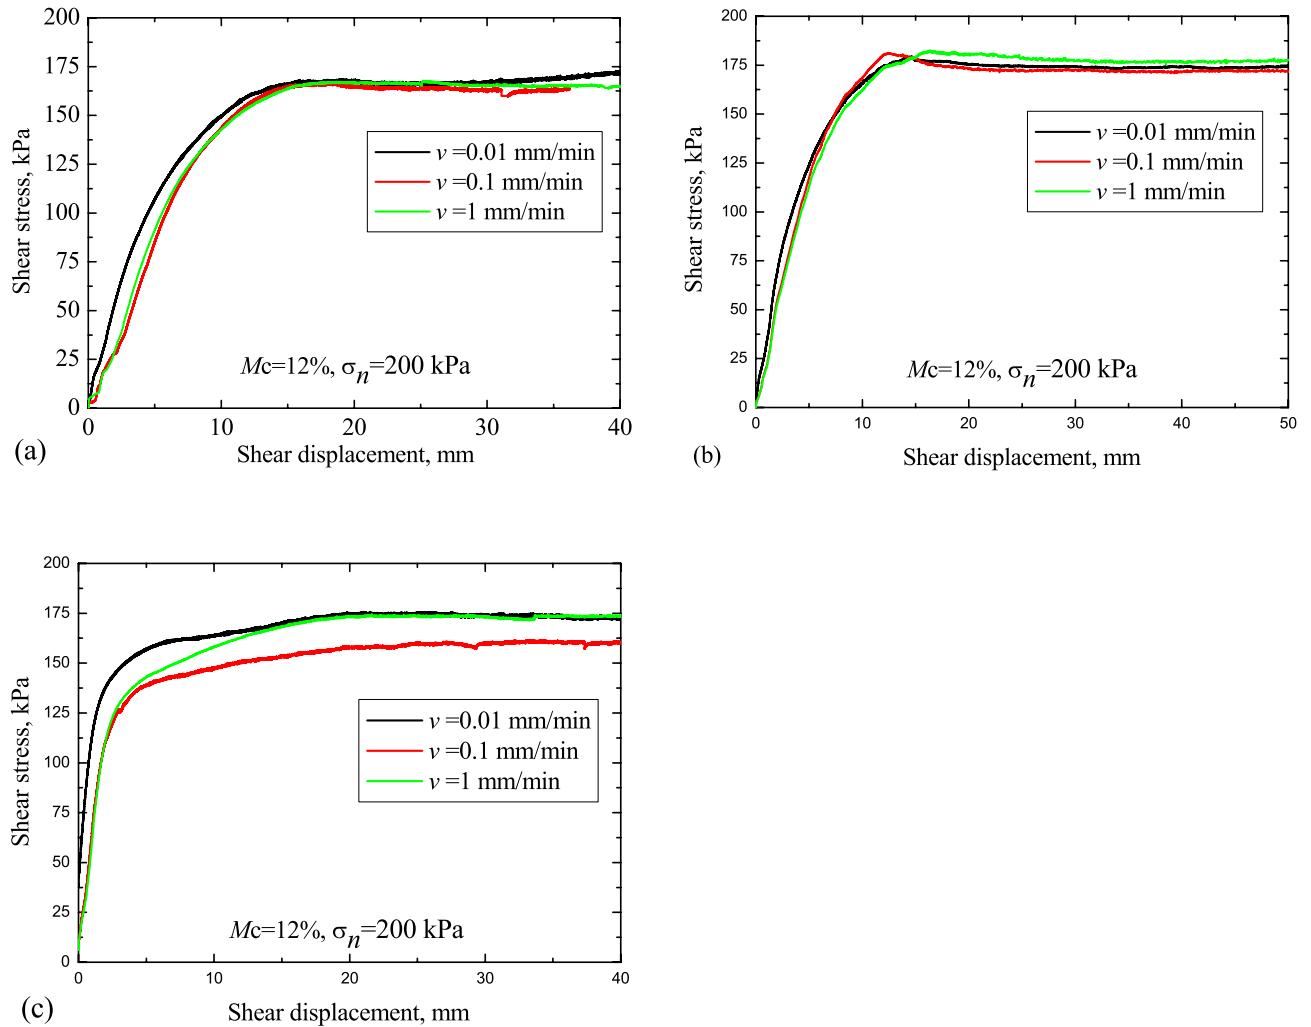 200
175
150
125
100
75
50
25
0
Shear stress, kPa
v =0.01 mm/min
v =0.1 mm/min
v =1 mm/min
Mc=12%, σn=200 kPa
0 10 20 30 40
Shear displacement, mm
(a)
200
175
150
125
100
75
50
25
0
Shear stress, kPa
v =0.01 mm/min
v =0.1 mm/min
v =1 mm/min
Mc=12%, σn=200 kPa
0 10 20 30 40 50
Shear displacement, mm
(b)
200
175
150
125
100
75
50
25
0
Shear stress, kPa
v =0.01 mm/min
v =0.1 mm/min
v =1 mm/min
Mc=12%, σn=200 kPa
0 10 20 30 40
Shear displacement, mm
(c)